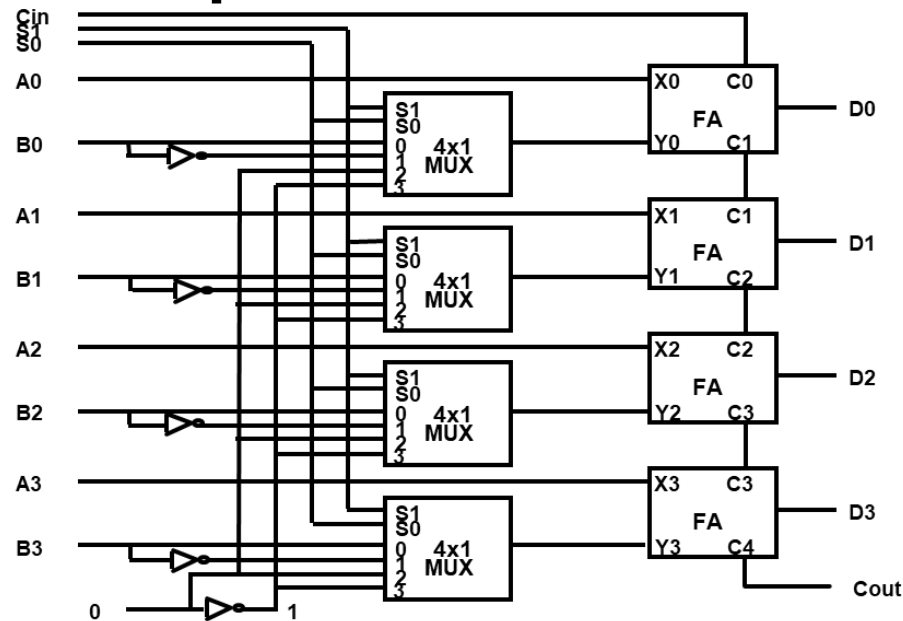 Cin
S1
S0
A0
X0 C0
D0
S1
S0
FA
B0
0
4x1
Y0 C1
1
MUX
2
3
A1
X1 C1
D1
S1
S0
FA
B1
0
4x1
Y1 C2
1
MUX
2
3
A2
X2 C2
D2
S1
S0
FA
B2
0
4x1
Y2 C3
1
MUX
2
3
A3
X3 C3
D3
S1
S0
FA
B3
0
4x1
Y3 C4
1
MUX
2
3
Cout
0 1